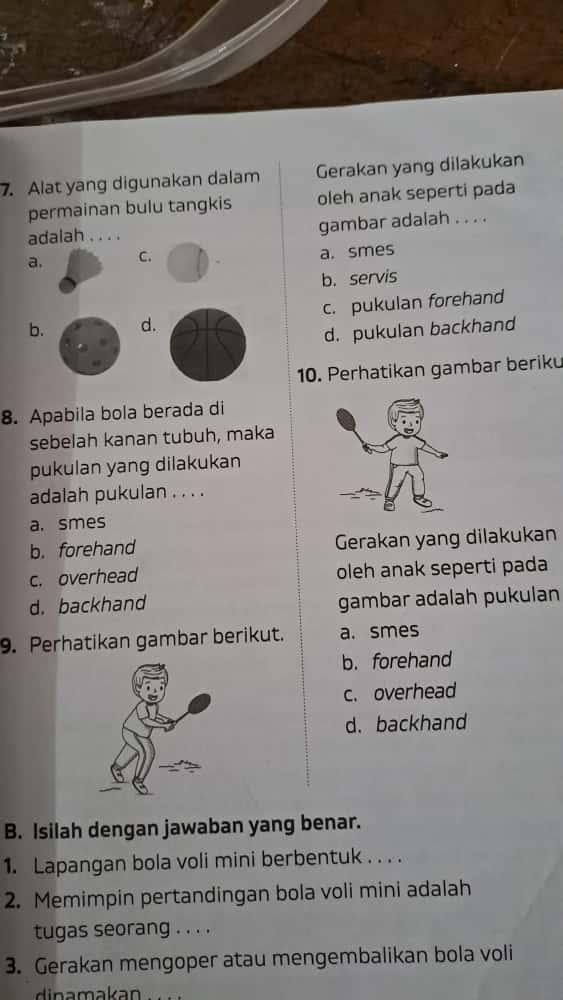 7. Alat yang digunakan dalam
permainan bulu tangkis
adalah . . . .
a.
c.
b.
d.
8. Apabila bola berada di
sebelah kanan tubuh, maka
pukulan yang dilakukan
adalah pukulan . . . .
a. smes
b. forehand
c. overhead
d. backhand
9. Perhatikan gambar berikut.
Gerakan yang dilakukan
oleh anak seperti pada
gambar adalah . . . .
a. smes
b. servis
c. pukulan forehand
d. pukulan backhand
10. Perhatikan gambar beriku
Gerakan yang dilakukan
oleh anak seperti pada
gambar adalah pukulan
a. smes
b. forehand
c. overhead
d. backhand
B. Isilah dengan jawaban yang benar.
1. Lapangan bola voli mini berbentuk . . . .
2. Memimpin pertandingan bola voli mini adalah
tugas seorang . . . .
3. Gerakan mengoper atau mengembalikan bola voli
dinamakan . . . .